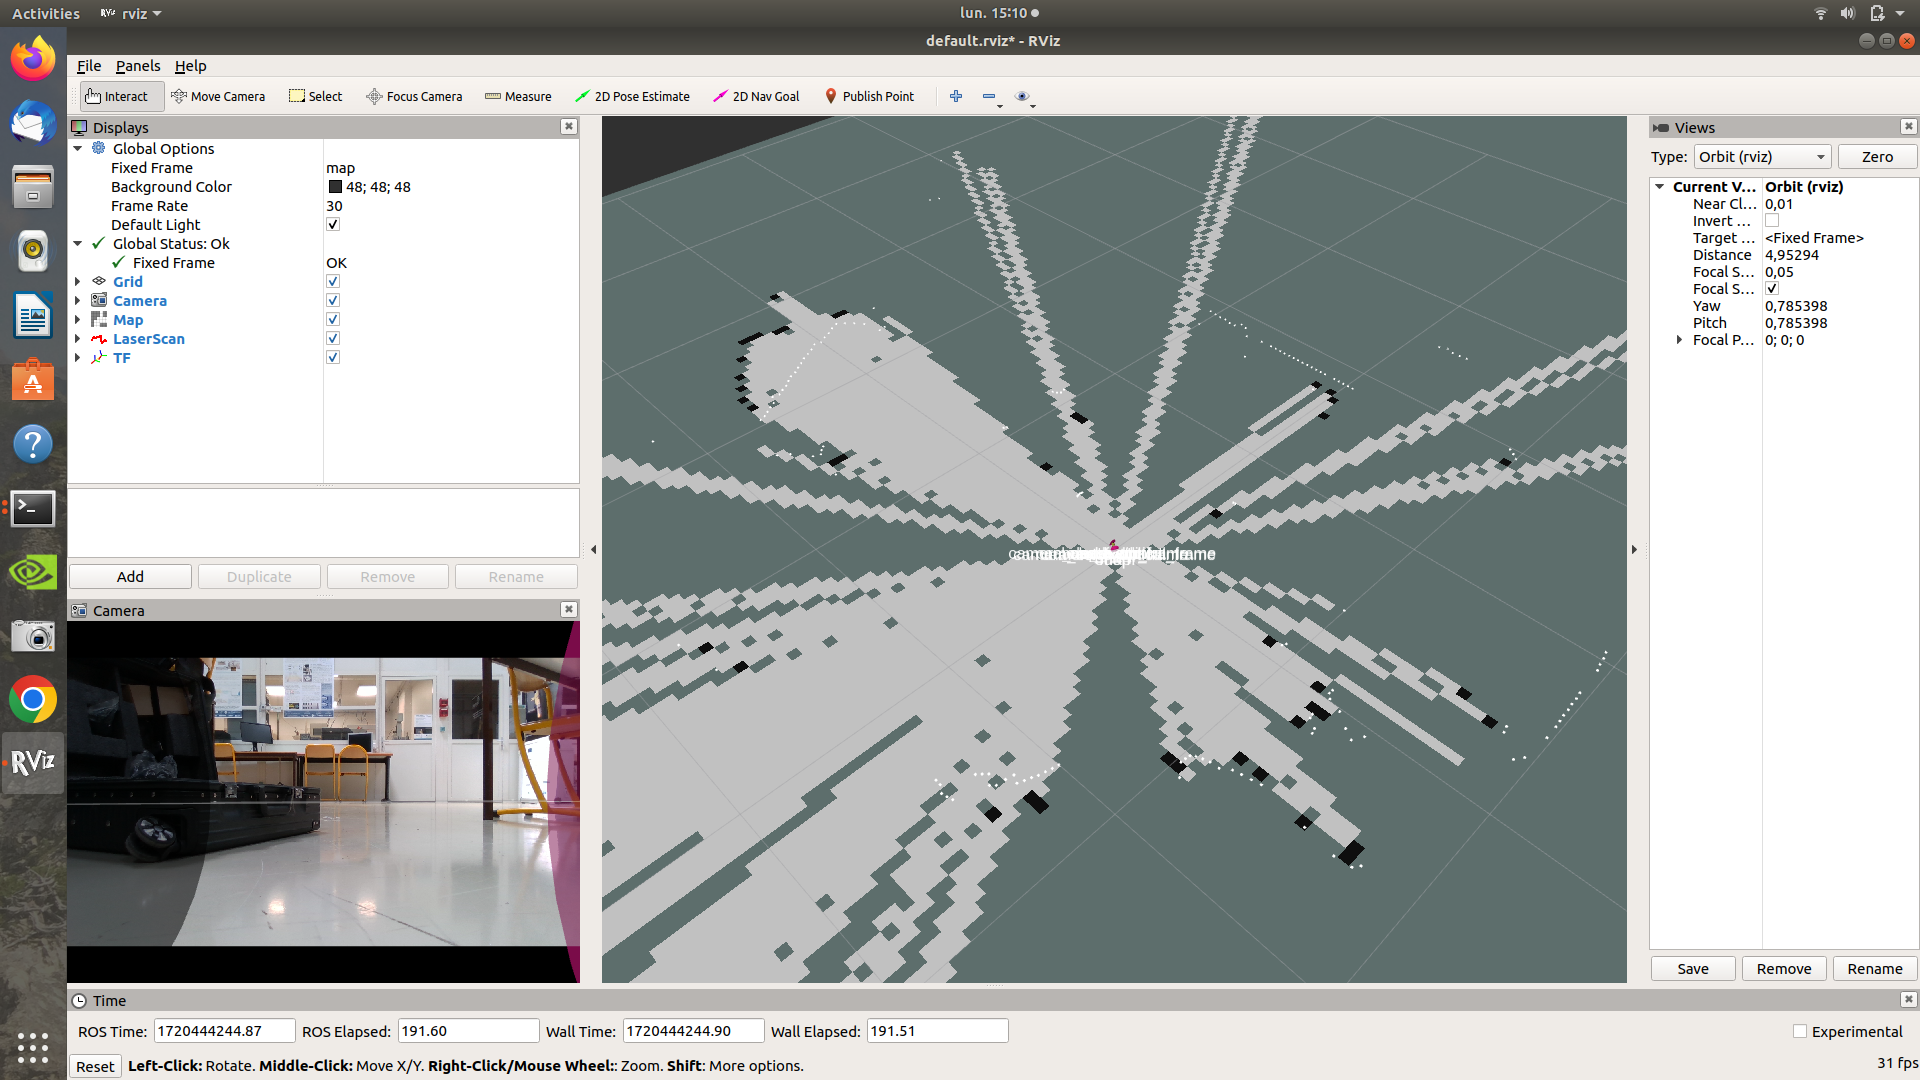 Activities
rviz
lun. 15:10
default.rviz* - RViz
File Panels Help
Interact
Move Camera
Select
Focus Camera
Measure
2D Pose Estimate
2D Nav Goal
Publish Point
Displays
Global Options
Fixed Frame map
Background Color 48; 48; 48
Frame Rate 30
Default Light
Global Status: Ok
Fixed Frame OK
Grid
Camera
Map
LaserScan
TF
Add
Duplicate
Remove
Rename
Camera
Views
Type: Orbit (rviz) Zero
Current V... Orbit (rviz)
Near Cl... 0,01
Invert ...
Target ... <Fixed Frame>
Distance 4,95294
Focal S... 0,05
Focal S...
Yaw 0,785398
Pitch 0,785398
Focal P... 0; 0; 0
Save
Remove
Rename
RViz
Time
ROS Time: 1720444244.87 ROS Elapsed: 191.60 Wall Time: 1720444244.90 Wall Elapsed: 191.51
Experimental
Reset
Left-Click: Rotate. Middle-Click: Move X/Y. Right-Click/Mouse Wheel:: Zoom. Shift: More options.
31 fps